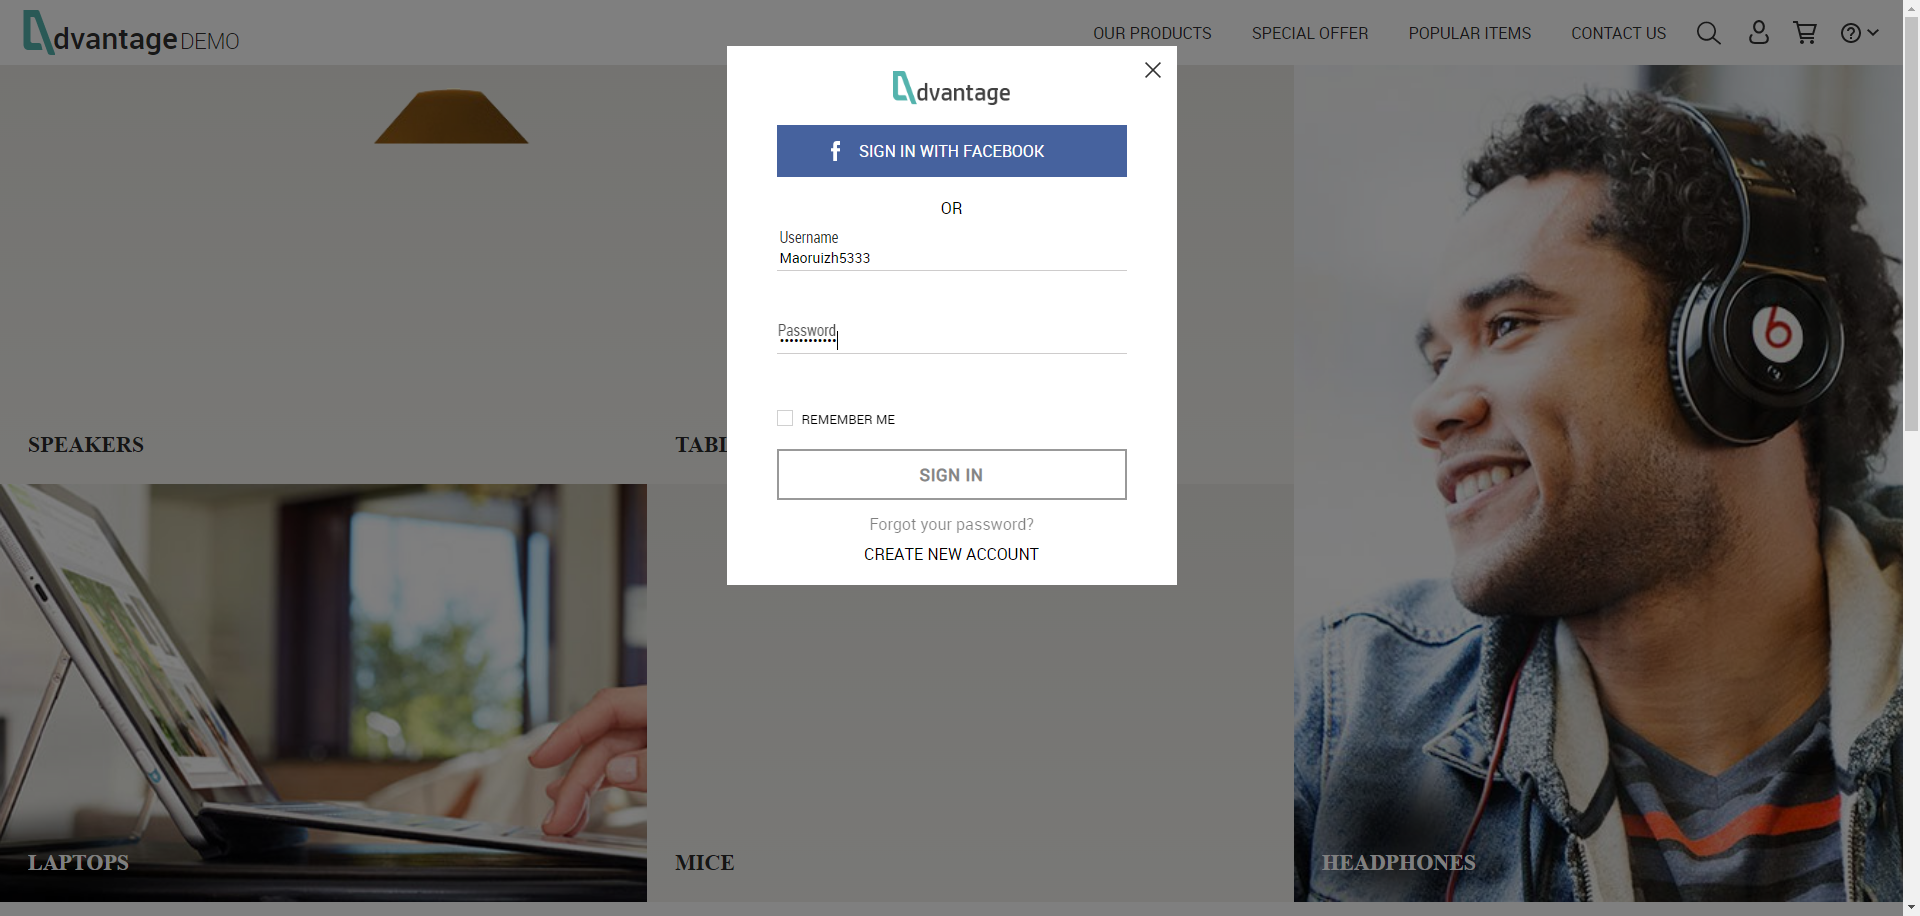 dvantage DEMO
OUR PRODUCTS
SPECIAL OFFER
POPULAR ITEMS
CONTACT US
dvantage
SIGN IN WITH FACEBOOK
OR
Username
Maoruizh5333
Password
REMEMBER ME
SIGN IN
Forgot your password?
CREATE NEW ACCOUNT
SPEAKERS
TABL
LAPTOPS
MICE
HEADPHONES